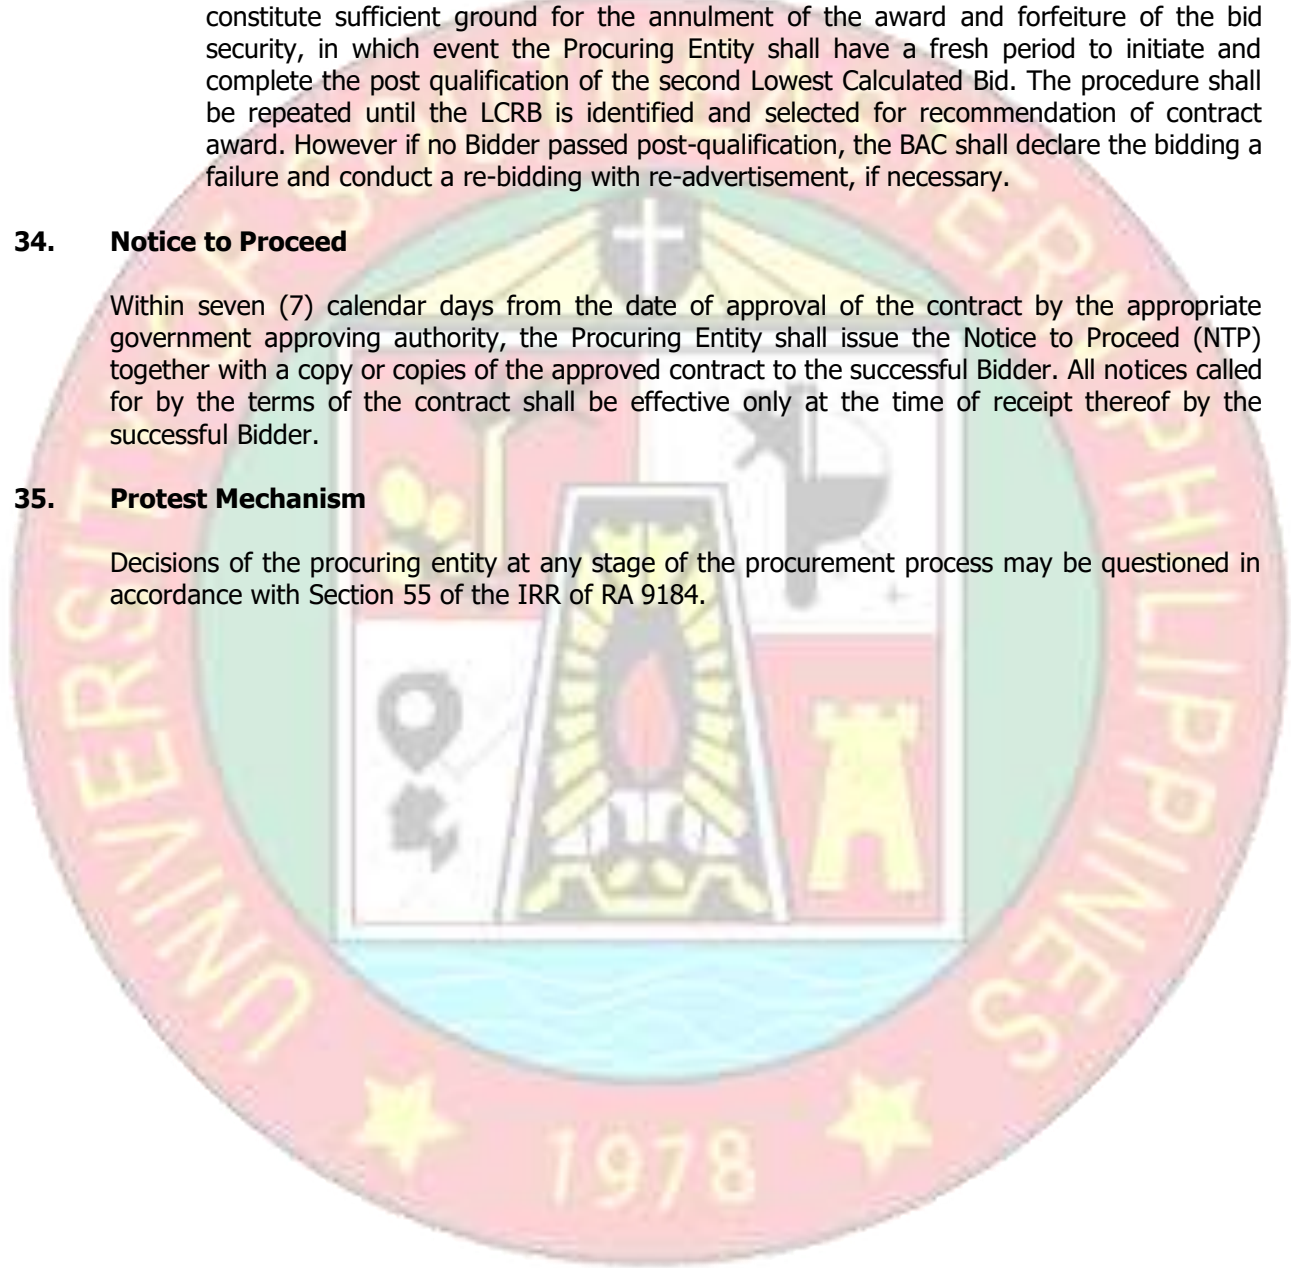 constitute sufficient ground for the annulment of the award and forfeiture of the bid
security, in which event the Procuring Entity shall have a fresh period to initiate and
complete the post qualification of the second Lowest Calculated Bid. The procedure shall
be repeated until the LCRB is identified and selected for recommendation of contract
award. However if no Bidder passed post-qualification, the BAC shall declare the bidding a
failure and conduct a re-bidding with re-advertisement, if necessary.
34. Notice to Proceed
Within seven (7) calendar days from the date of approval of the contract by the appropriate
government approving authority, the Procuring Entity shall issue the Notice to Proceed (NTP)
together with a copy or copies of the approved contract to the successful Bidder. All notices called
for by the terms of the contract shall be effective only at the time of receipt thereof by the
successful Bidder.
35. Protest Mechanism
Decisions of the procuring entity at any stage of the procurement process may be questioned in
accordance with Section 55 of the IRR of RA 9184.
UNIVERSITY OF SOUTHEASTERN PHILIPPINES
1978